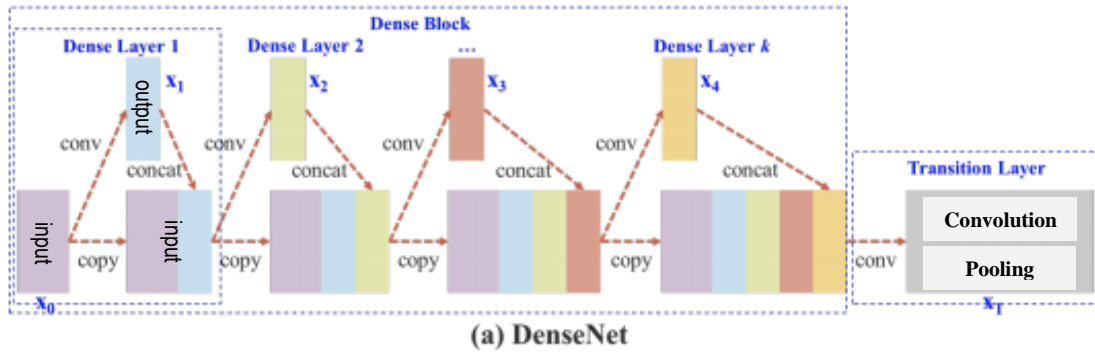 Dense Block
Dense Layer 1
Dense Layer 2
...
Dense Layer k
output
x1
x2
x3
x4
conv
conv
conv
conv
concat
concat
concat
concat
Transition Layer
input
input
Convolution
Pooling
copy
copy
copy
copy
conv
x0
xT
(a) DenseNet